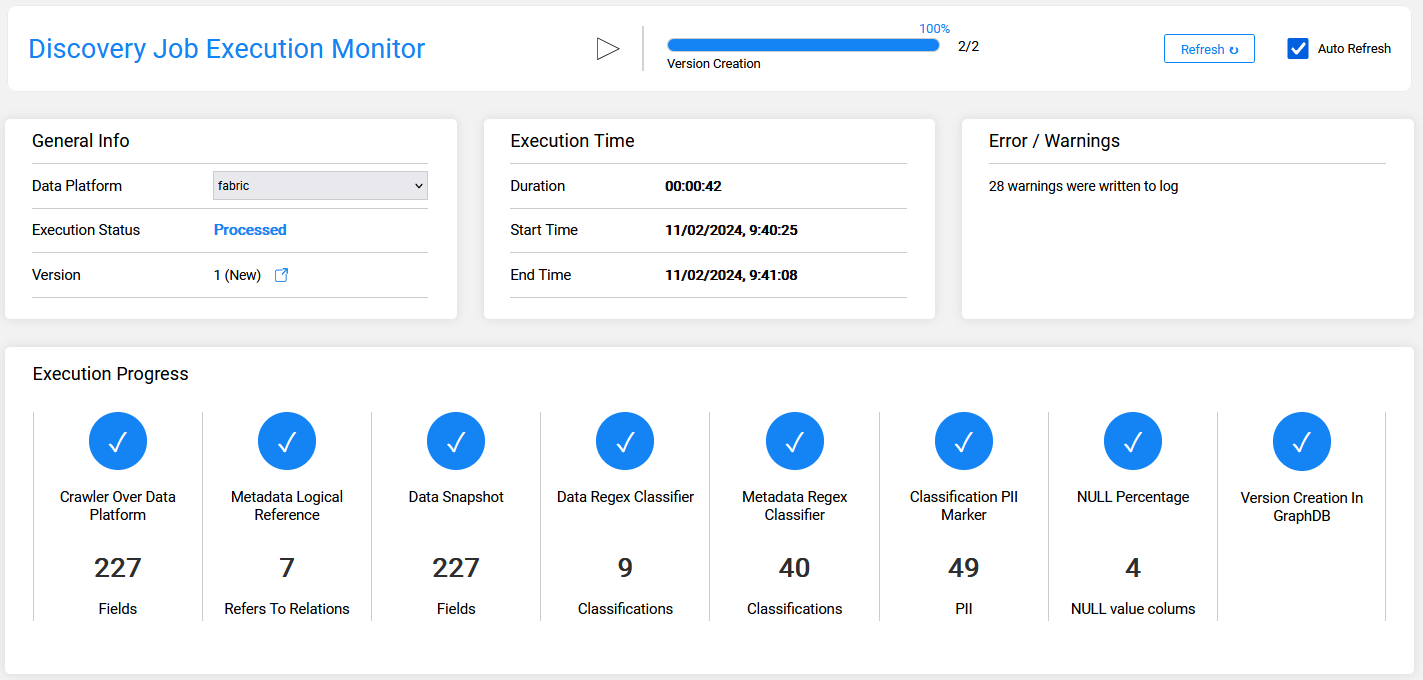 Discovery Job Execution Monitor
100%
2/2
Version Creation
Refresh ↻
Auto Refresh
General Info
Data Platform fabric
Execution Status Processed
Version 1 (New)
Execution Time
Duration 00:00:42
Start Time 11/02/2024, 9:40:25
End Time 11/02/2024, 9:41:08
Error / Warnings
28 warnings were written to log
Execution Progress
Crawler Over Data
Platform
227
Fields
Metadata Logical
Reference
7
Refers To Relations
Data Snapshot
227
Fields
Data Regex Classifier
9
Classifications
Metadata Regex
Classifier
40
Classifications
Classification PII
Marker
49
PII
NULL Percentage
4
NULL value colums
Version Creation In
GraphDB